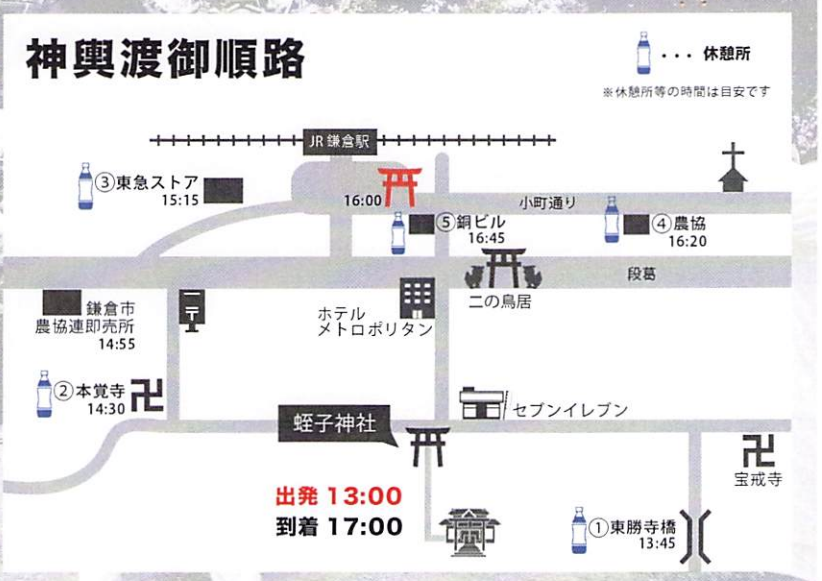 神輿渡御順路
・・・ 休憩所
※休憩所等の時間は目安です
JR 鎌倉駅
③東急ストア
15:15
16:00
小町通り
⑤銅ビル
16:45
④農協
16:20
段葛
二の鳥居
鎌倉市
農協連即売所
14:55
〒
ホテル
メトロポリタン
②本覚寺
14:30
卍
セブンイレブン
蛭子神社
卍
宝戒寺
出発 13:00
到着 17:00
①東勝寺橋
13:45